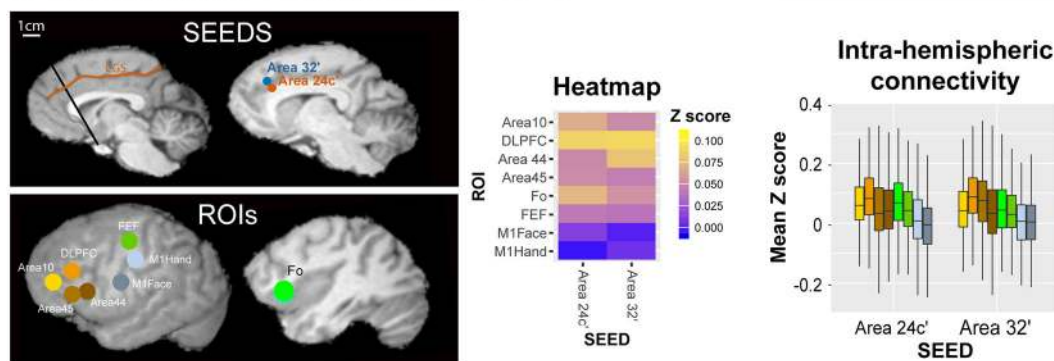 1cm
SEEDS
CGS
Area 32'
Area 24c'
ROIs
FEF
DLPFC
M1Hand
Area10
M1Face
Area44
Area45
Fo
Heatmap
Z score
Area10
DLPFC
Area 44
Area45
Fo
FEF
M1Face
M1Hand
ROI
0.100
0.075
0.050
0.025
0.000
Area 24c'
Area 32'
SEED
Intra-hemispheric
connectivity
Mean Z score
0.4
0.2
0
-0.2
Area 24c'
Area 32'
SEED